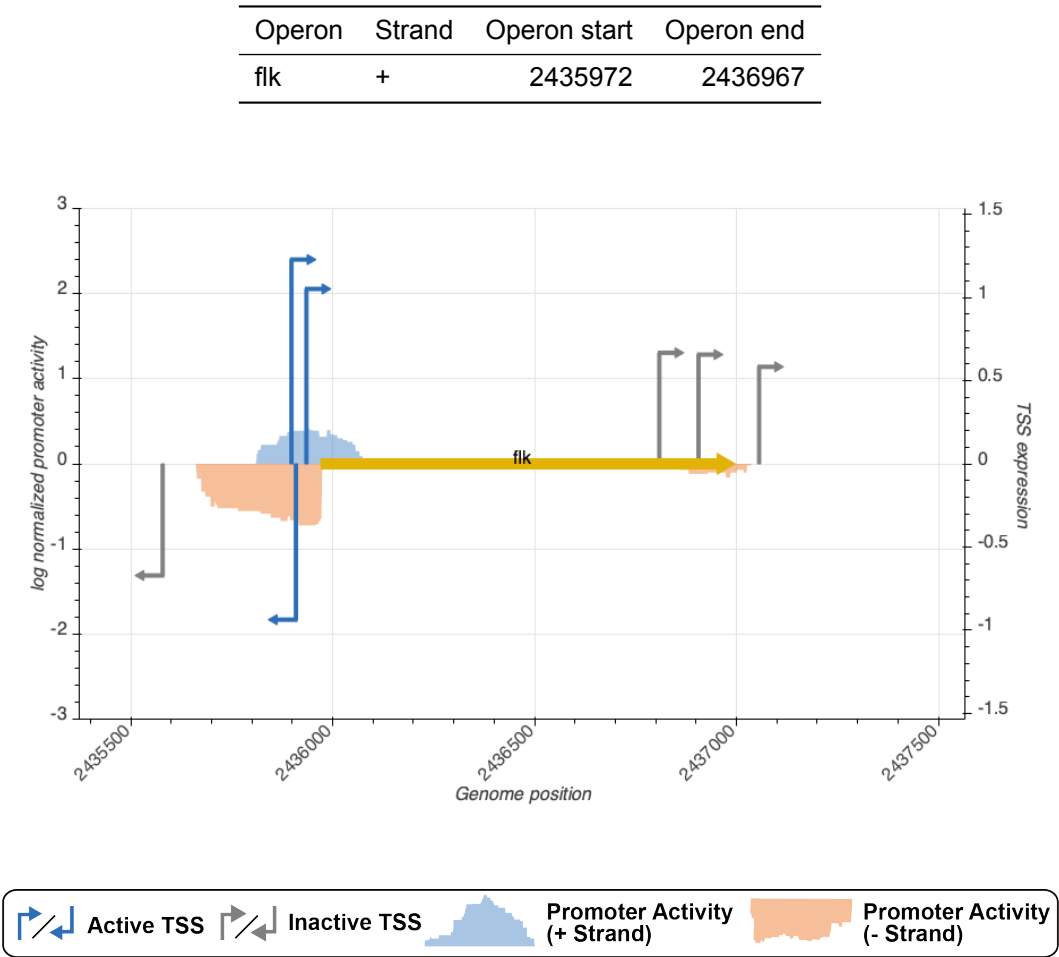 Operon Strand Operon start Operon end
flk + 2435972 2436967
3
2
1
0
-1
-2
-3
log normalized promoter activity
1.5
1
0.5
0
-0.5
-1
-1.5
TSS expression
flk
2435500 2436000 2436500 2437000 2437500
Genome position
Active TSS
Inactive TSS
Promoter Activity
(+ Strand)
Promoter Activity
(- Strand)